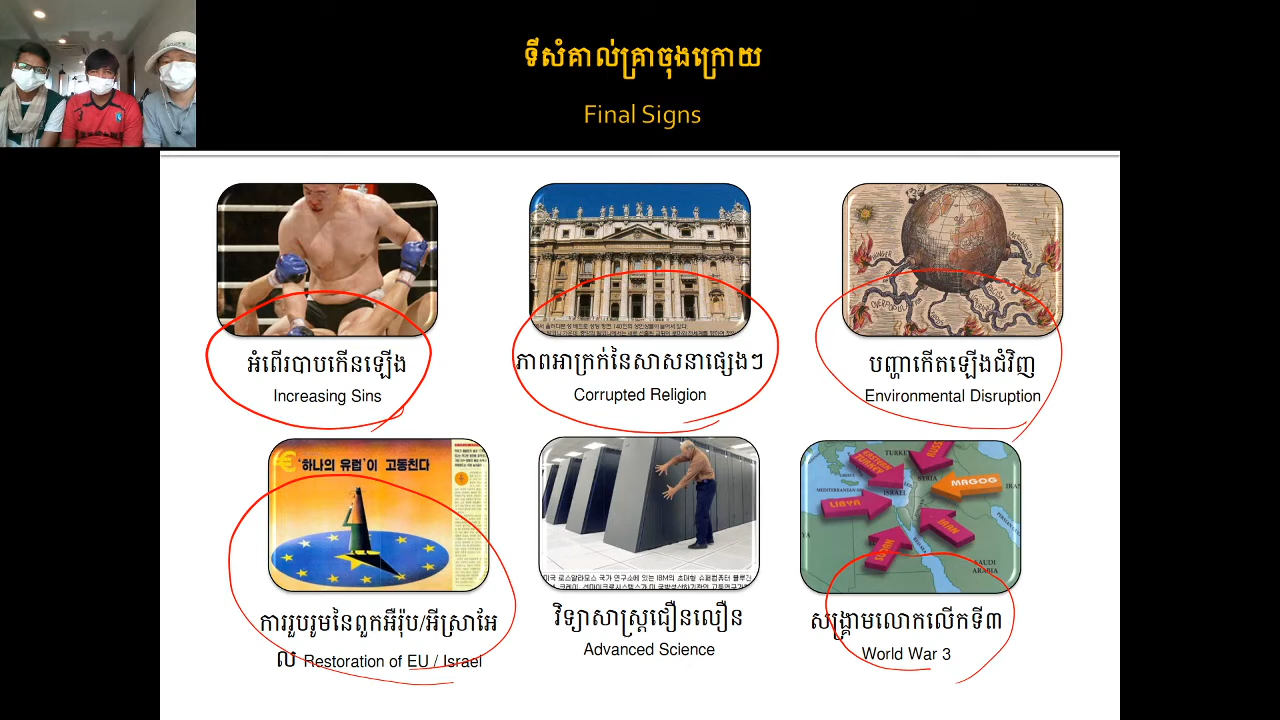 ទីសំគាល់គ្រាចុងក្រោយ
Final Signs
អំពើរបាបកើនឡើង
Increasing Sins
ភាពអាក្រក់នៃសាសនាផ្សេងៗ
Corrupted Religion
បញ្ហាកើតឡើងជំវិញ
Environmental Disruption
'하나의 유럽'이 고동친다
ការរួបរួមនៃពួកអឺរ៉ុប/អីស្រាអែ
ល Restoration of EU / Israel
វិទ្យាសាស្ត្រជឿនលឿន
Advanced Science
TURKEY
SYRIA
MAGOG
IRAN
ISRAEL
LIBYA
IRAN
SUDAN
SAUDI
ARABIA
សង្គ្រាមលោកលើកទី៣
World War 3